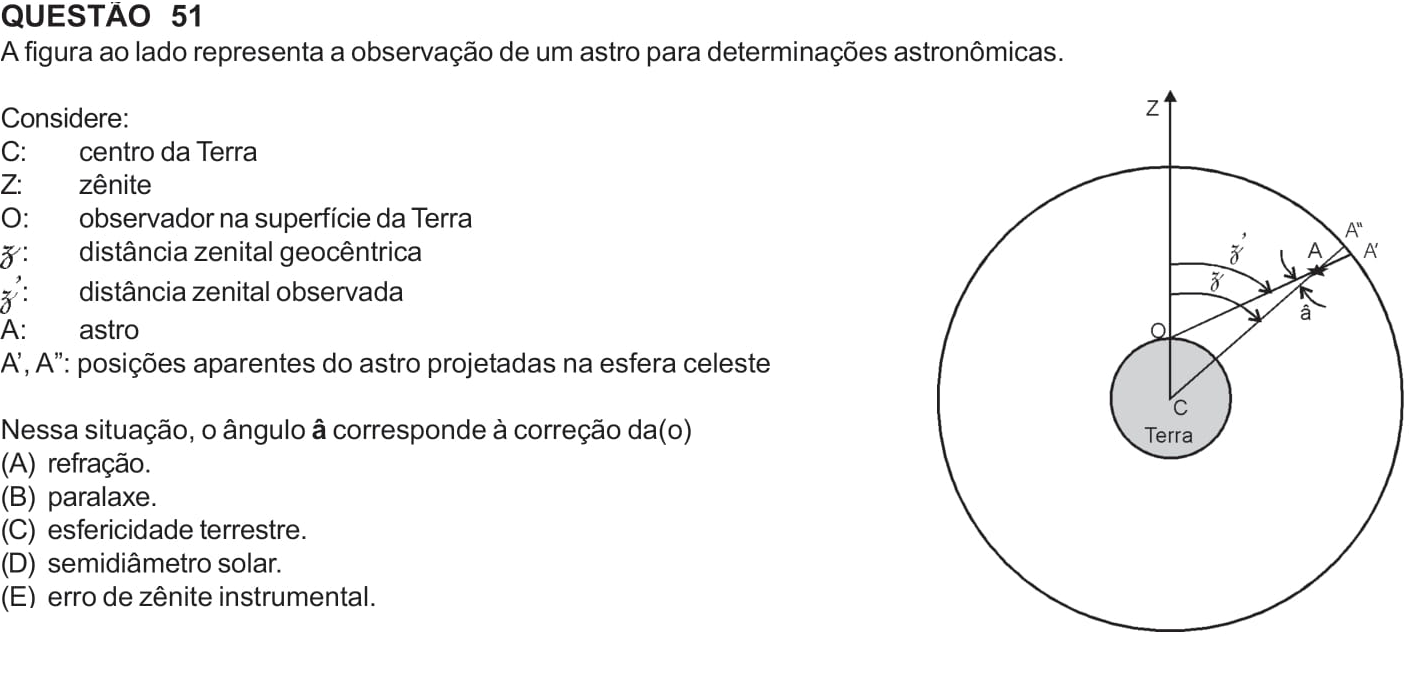 QUESTÃO 51
A figura ao lado representa a observação de um astro para determinações astronômicas.
Considere:
C: centro da Terra
Z: zênite
O: observador na superfície da Terra
ʒ: distância zenital geocêntrica
ʒ': distância zenital observada
A: astro
A', A”: posições aparentes do astro projetadas na esfera celeste
Nessa situação, o ângulo â corresponde à correção da(o)
(A) refração.
(B) paralaxe.
(C) esfericidade terrestre.
(D) semidiâmetro solar.
(E) erro de zênite instrumental.
Z
A"
A
A'
ʒ'
ʒ
â
O
C
Terra